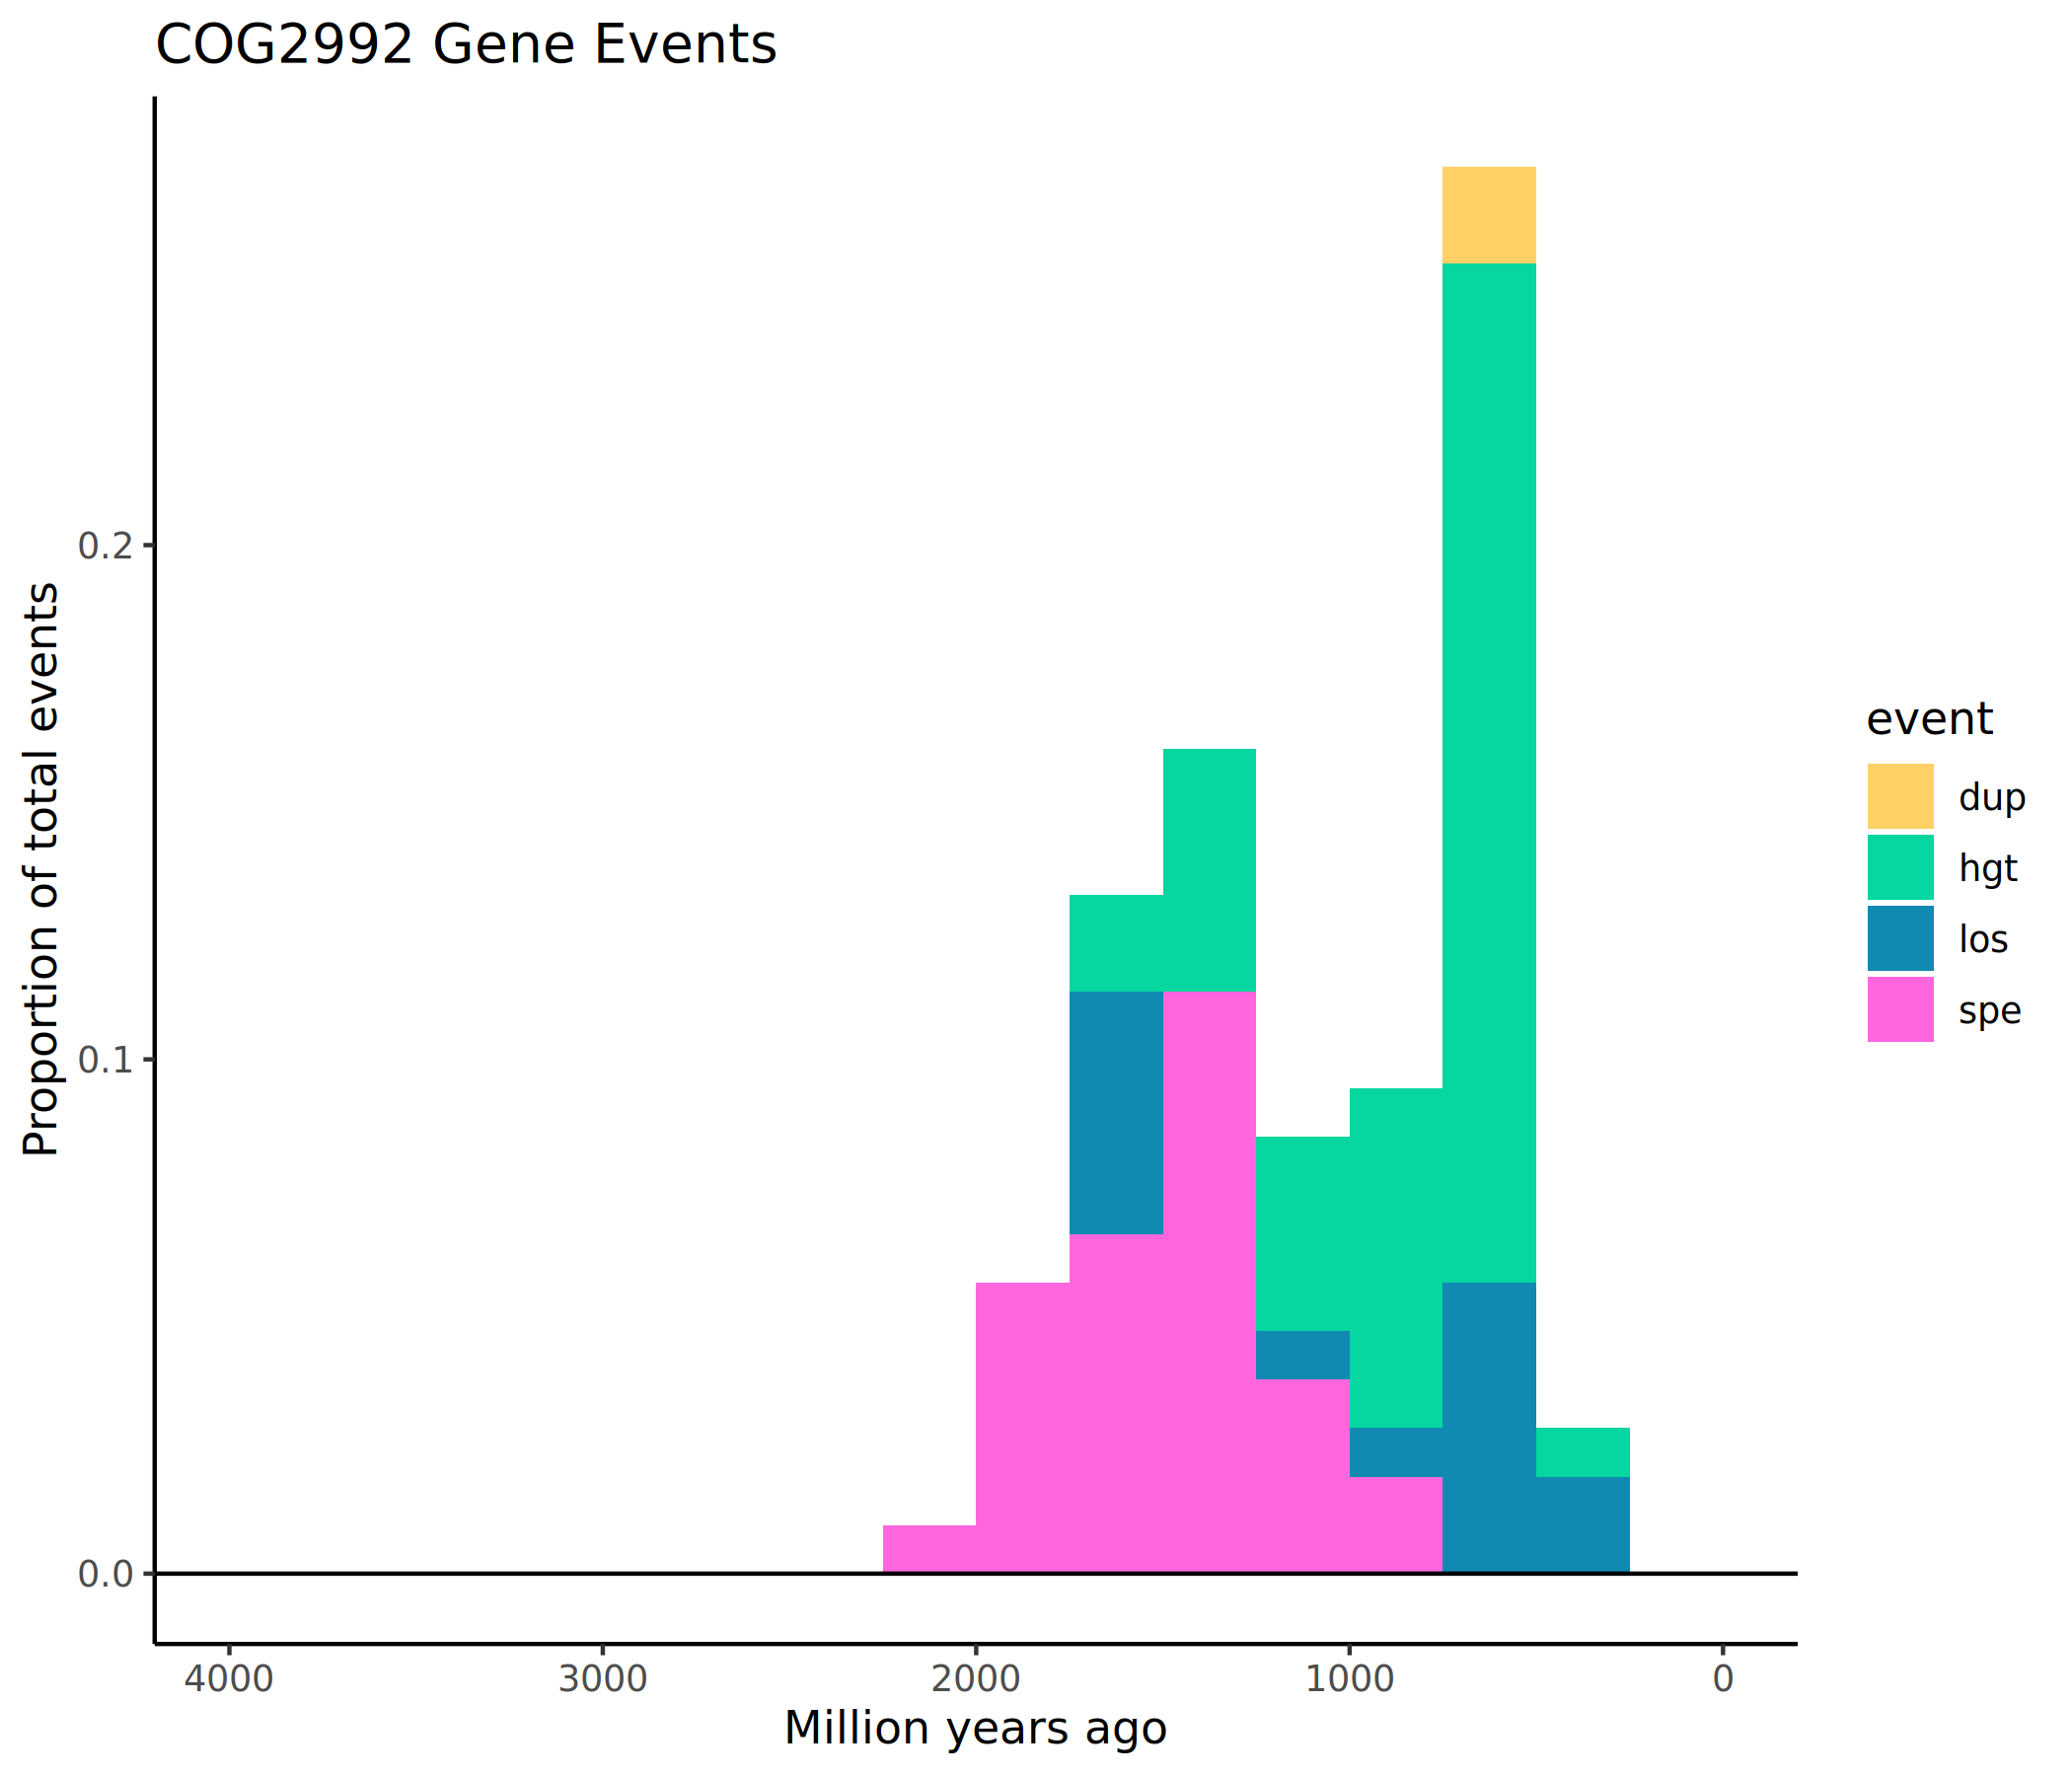 COG2992 Gene Events
Proportion of total events
0.2
0.1
0.0
4000 3000 2000 1000 0
Million years ago
event
dup
hgt
los
spe